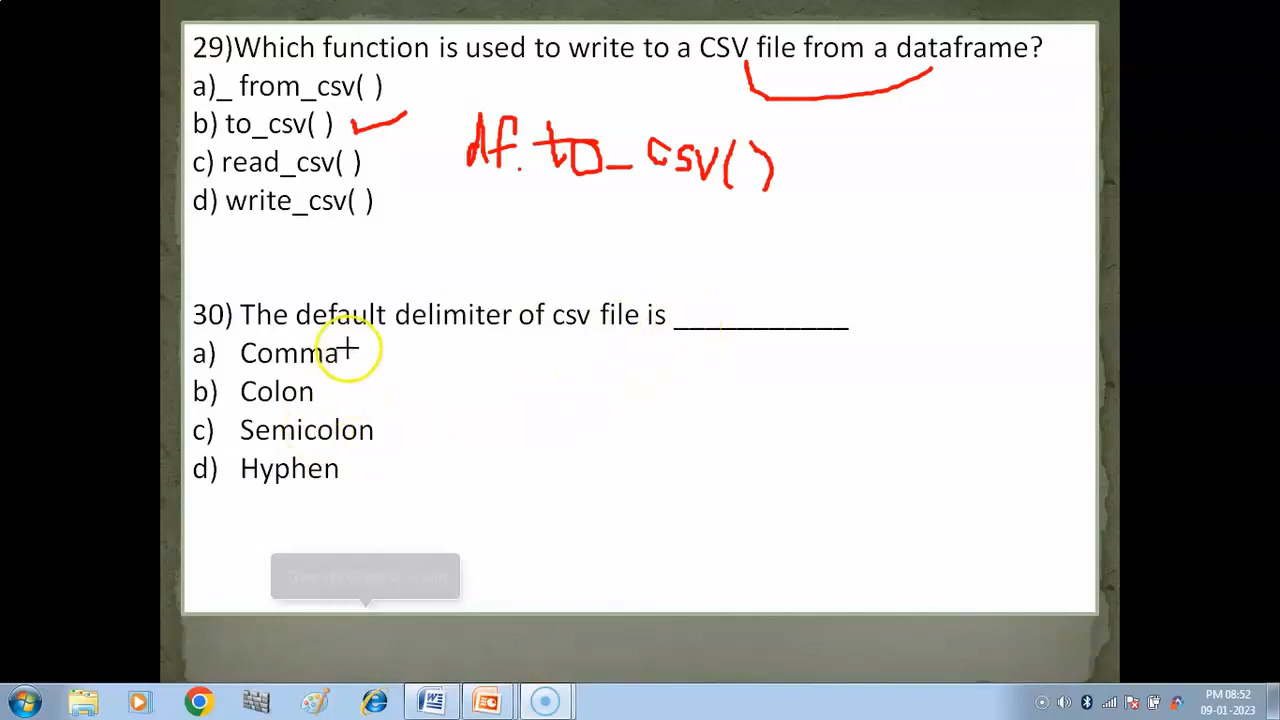 29)Which function is used to write to a CSV file from a dataframe?
a)_ from_csv( )
b) to_csv( )
df.to_csv()
c) read_csv( )
d) write_csv( )
30) The default delimiter of csv file is ___________
a) Comma
b) Colon
c) Semicolon
d) Hyphen
PM 08:52
09-01-2023